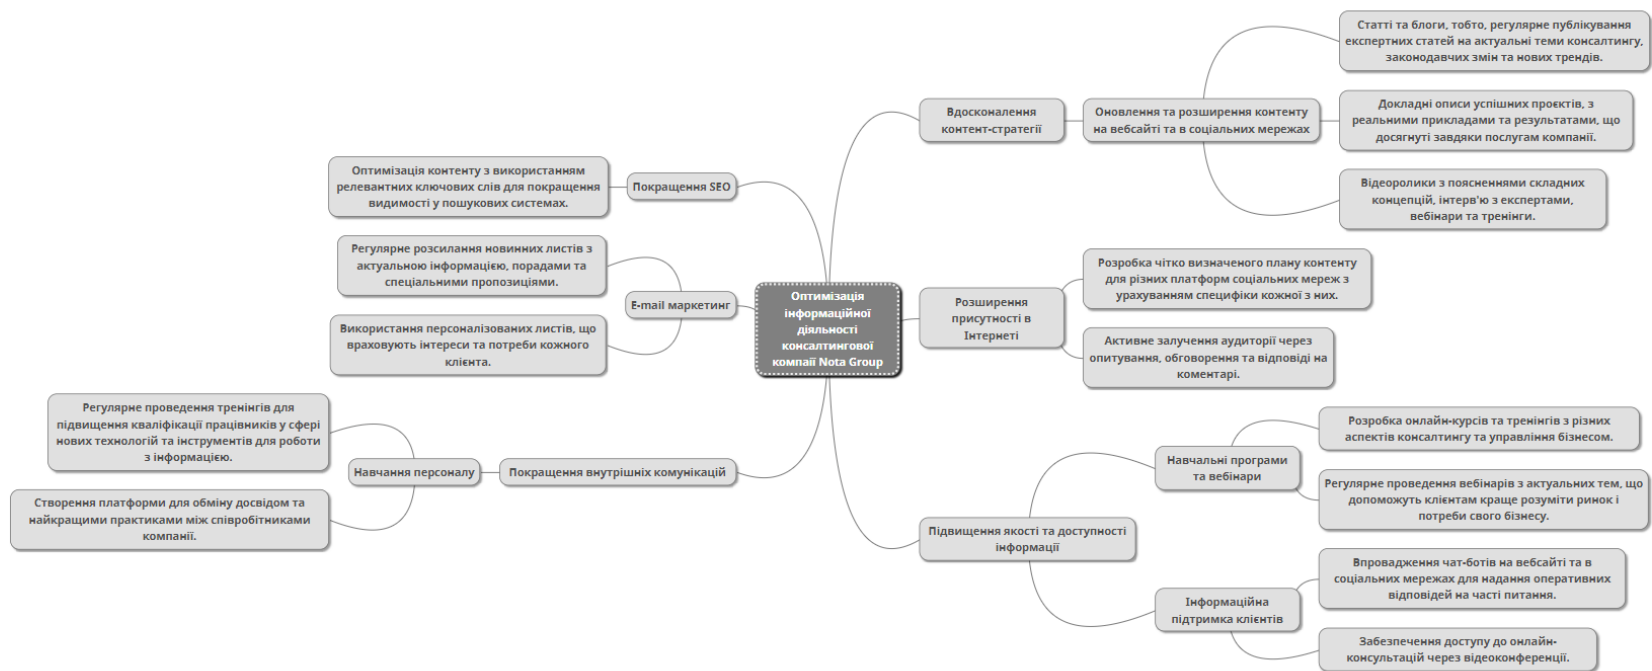 Оптимізація
інформаційної
діяльності
консалтингової
компаії Nota Group
Вдосконалення
контент-стратегії
Оновлення та розширення контенту
на вебсайті та в соціальних мережах
Статті та блоги, тобто, регулярне публікування
експертних статей на актуальні теми консалтингу,
законодавчих змін та нових трендів.
Докладні описи успішних проєктів, з
реальними прикладами та результатами, що
досягнуті завдяки послугам компанії.
Відеоролики з поясненнями складних
концепцій, інтерв'ю з експертами,
вебінари та тренінги.
Розширення
присутності в
Інтернеті
Розробка чітко визначеного плану контенту
для різних платформ соціальних мереж з
урахуванням специфіки кожної з них.
Активне залучення аудиторії через
опитування, обговорення та відповіді на
коментарі.
Підвищення якості та доступності
інформації
Навчальні програми
та вебінари
Розробка онлайн-курсів та тренінгів з різних
аспектів консалтингу та управління бізнесом.
Регулярне проведення вебінарів з актуальних тем, що
допоможуть клієнтам краще розуміти ринок і
потреби свого бізнесу.
Інформаційна
підтримка клієнтів
Впровадження чат-ботів на вебсайті та в
соціальних мережах для надання оперативних
відповідей на часті питання.
Забезпечення доступу до онлайн-
консультацій через відеоконференції.
Покращення SEO
Оптимізація контенту з використанням
релевантних ключових слів для покращення
видимості у пошукових системах.
E-mail маркетинг
Регулярне розсилання новинних листів з
актуальною інформацією, порадами та
спеціальними пропозиціями.
Використання персоналізованих листів, що
враховують інтереси та потреби кожного
клієнта.
Покращення внутрішніх комунікацій
Навчання персоналу
Регулярне проведення тренінгів для
підвищення кваліфікації працівників у сфері
нових технологій та інструментів для роботи
з інформацією.
Створення платформи для обміну досвідом та
найкращими практиками між співробітниками
компанії.